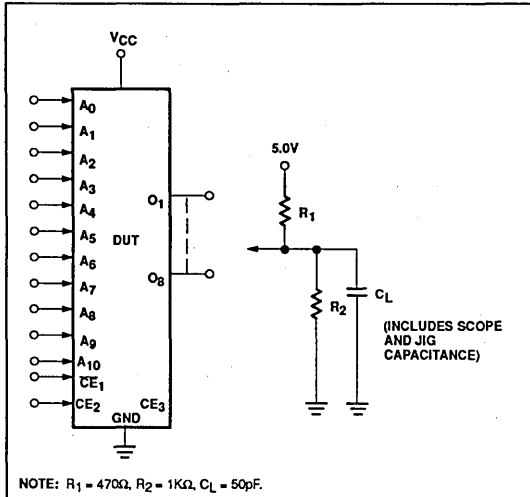 VCC
A0
A1
A2
A3
A4
A5
A6
A7
A8
A9
A10
CE1
CE2
DUT
O1
O8
CE3
GND
5.0V
R1
R2
CL
(INCLUDES SCOPE
AND JIG
CAPACITANCE)
NOTE: R1 = 470Ω, R2 = 1KΩ, CL = 50pF.